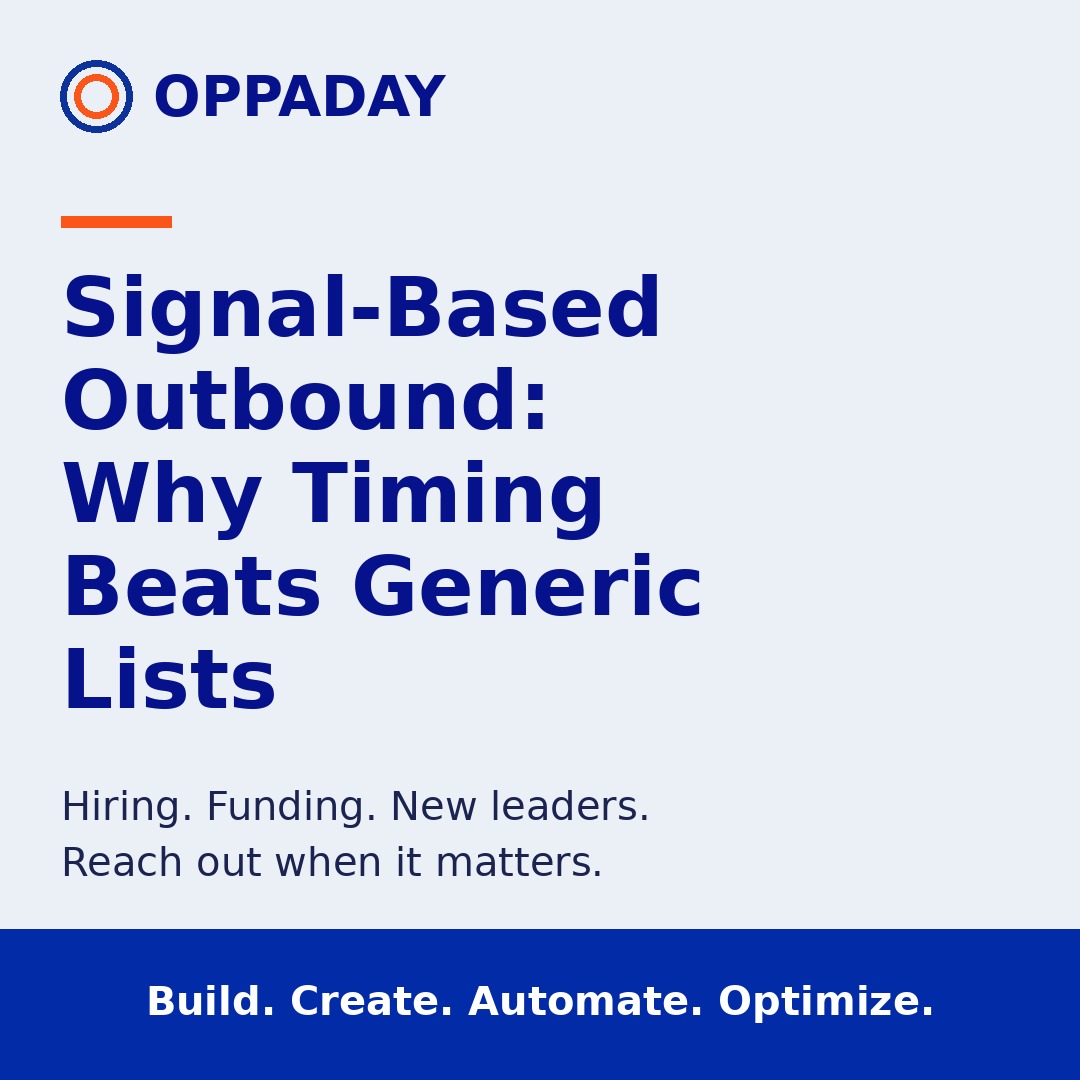 OPPADAY
Signal-Based
Outbound:
Why Timing
Beats Generic
Lists
Hiring. Funding. New leaders.
Reach out when it matters.
Build. Create. Automate. Optimize.